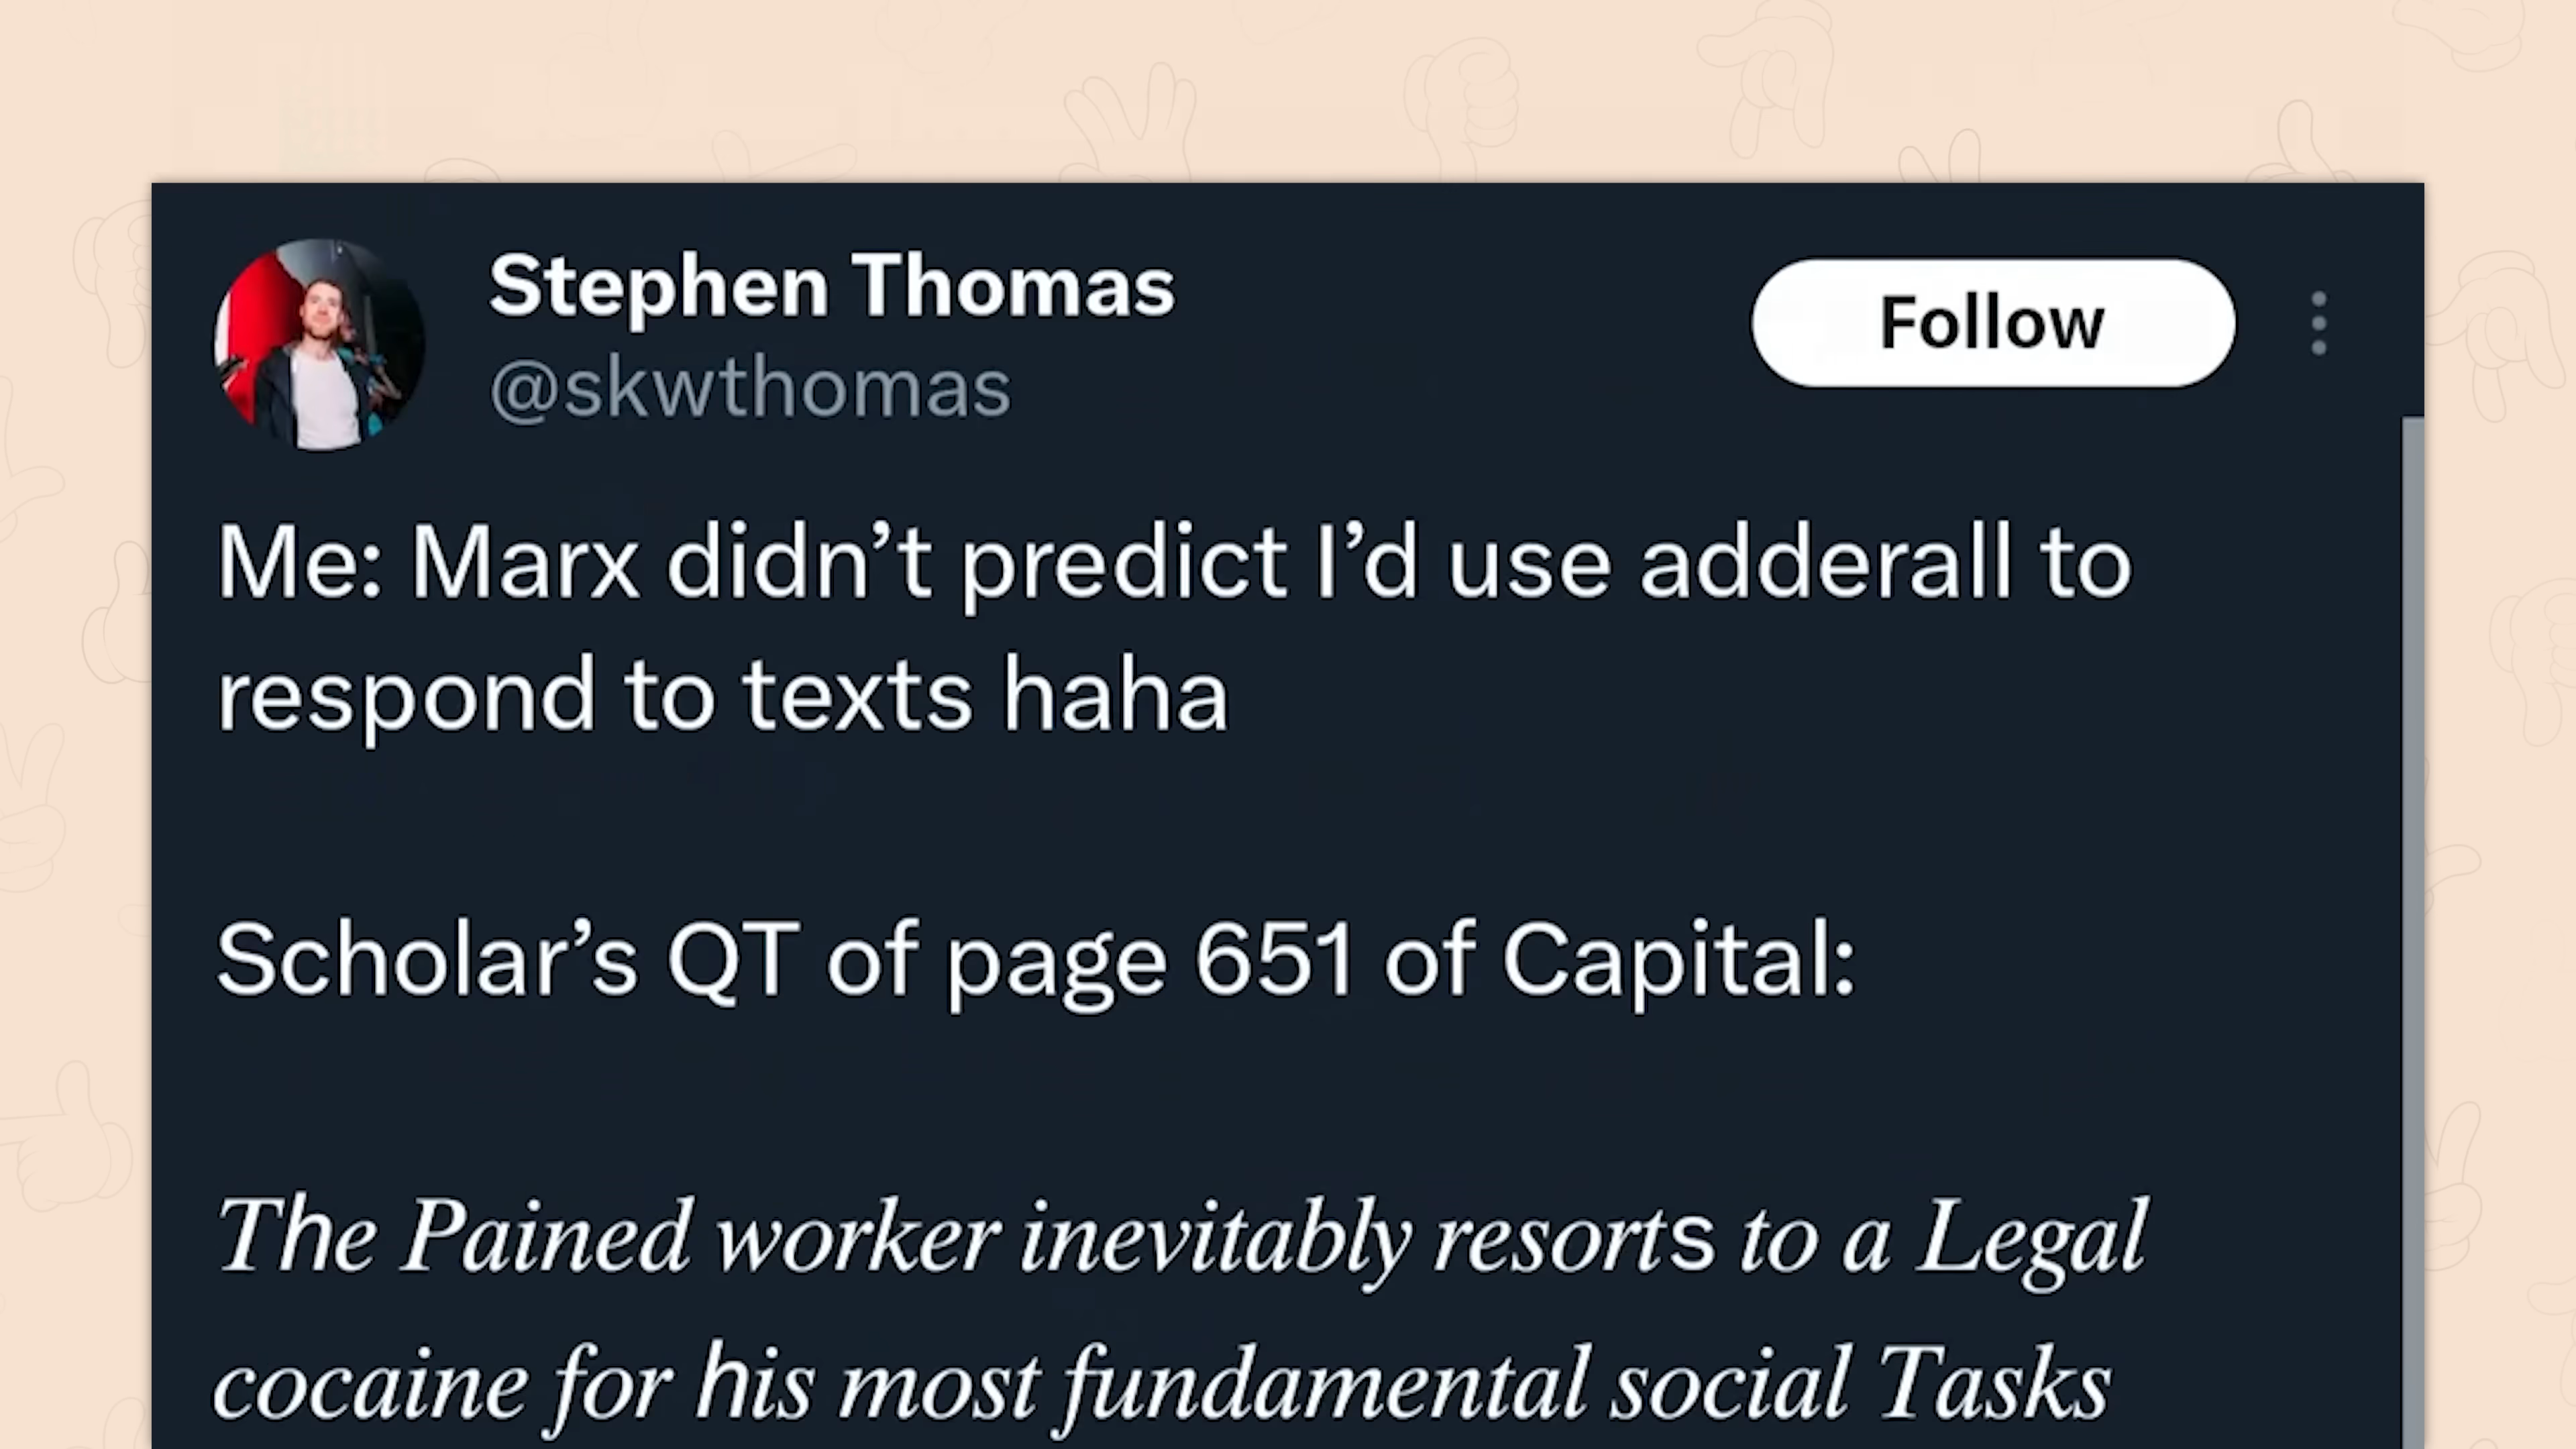 Stephen Thomas
@skwthomas
Follow
Me: Marx didn’t predict I’d use adderall to
respond to texts haha
Scholar’s QT of page 651 of Capital:
The Pained worker inevitably resorts to a Legal
cocaine for his most fundamental social Tasks